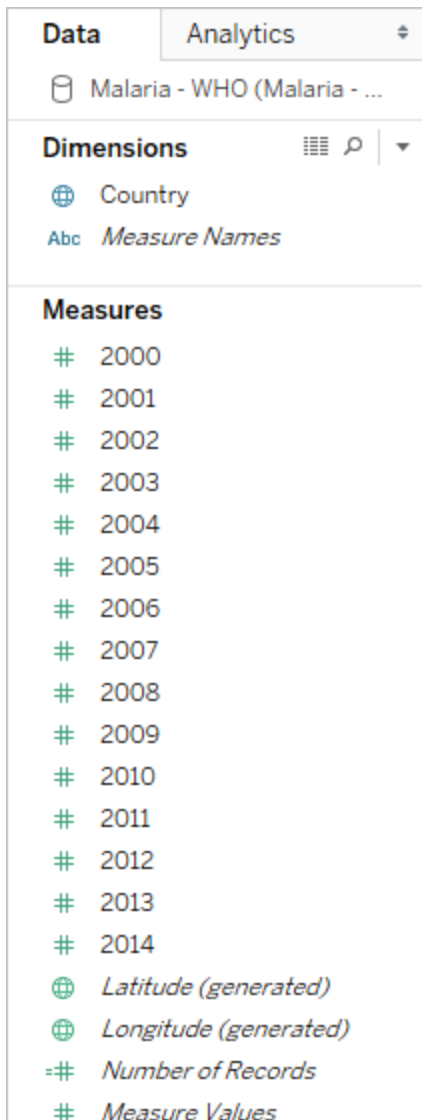 Data Analytics
Malaria - WHO (Malaria - ...
Dimensions
Country
Abc Measure Names
Measures
# 2000
# 2001
# 2002
# 2003
# 2004
# 2005
# 2006
# 2007
# 2008
# 2009
# 2010
# 2011
# 2012
# 2013
# 2014
Latitude (generated)
Longitude (generated)
=# Number of Records
# Measure Values